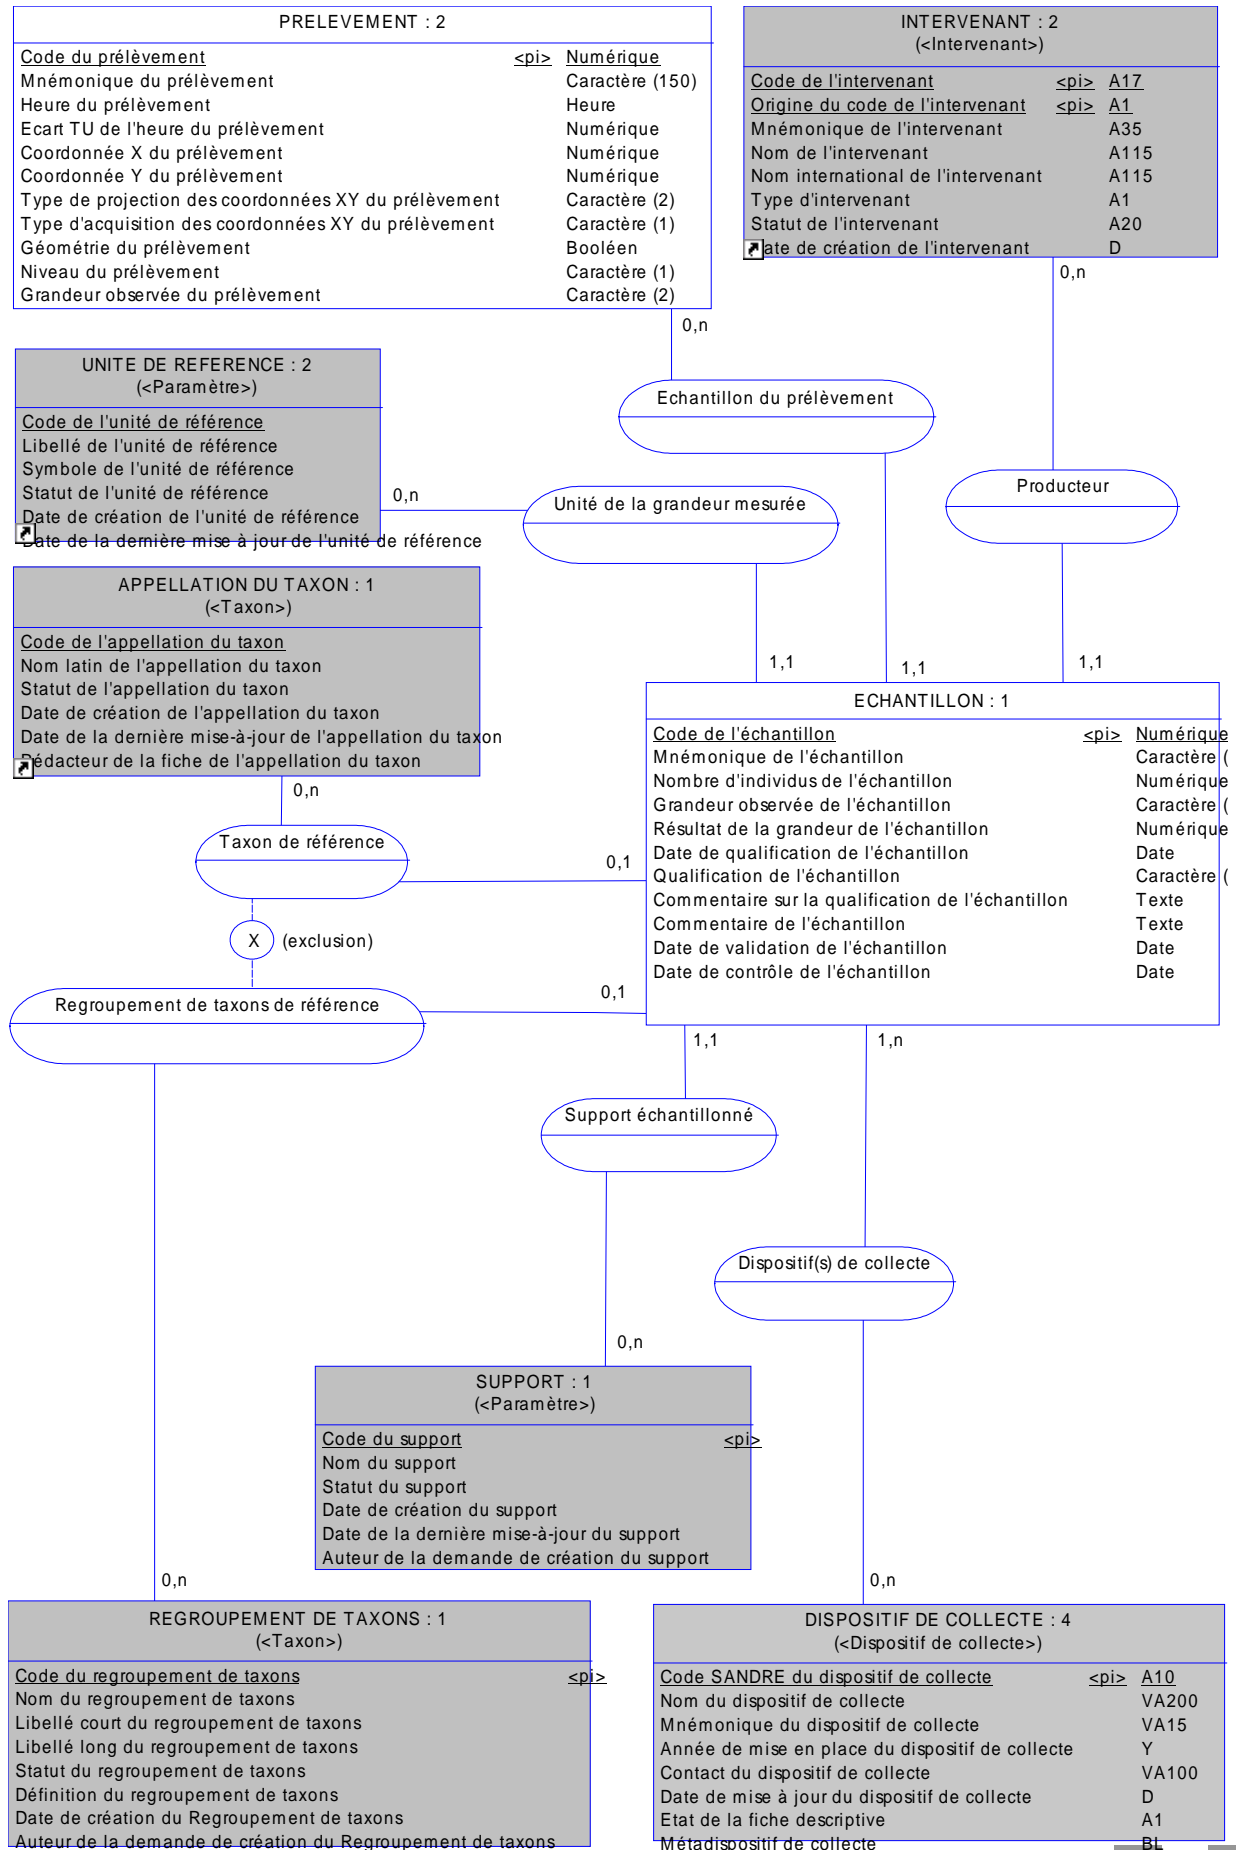 PRELEVEMENT : 2
Code du prélèvement <pi> Numérique
Mnémonique du prélèvement Caractère (150)
Heure du prélèvement Heure
Ecart TU de l'heure du prélèvement Numérique
Coordonnée X du prélèvement Numérique
Coordonnée Y du prélèvement Numérique
Type de projection des coordonnées XY du prélèvement Caractère (2)
Type d'acquisition des coordonnées XY du prélèvement Caractère (1)
Géométrie du prélèvement Booléen
Niveau du prélèvement Caractère (1)
Grandeur observée du prélèvement Caractère (2)
INTERVENANT : 2
(<Intervenant>)
Code de l'intervenant <pi> A17
Origine du code de l'intervenant <pi> A1
Mnémonique de l'intervenant A35
Nom de l'intervenant A115
Nom international de l'intervenant A115
Type d'intervenant A1
Statut de l'intervenant A20
ate de création de l'intervenant D
0,n
0,n
UNITE DE REFERENCE : 2
(<Paramètre>)
Code de l'unité de référence
Libellé de l'unité de référence
Symbole de l'unité de référence
Statut de l'unité de référence
Date de création de l'unité de référence
Date de la dernière mise à jour de l'unité de référence
Echantillon du prélèvement
0,n
Unité de la grandeur mesurée
Producteur
APPELLATION DU TAXON : 1
(<Taxon>)
Code de l'appellation du taxon
Nom latin de l'appellation du taxon
Statut de l'appellation du taxon
Date de création de l'appellation du taxon
Date de la dernière mise-à-jour de l'appellation du taxon
Rédacteur de la fiche de l'appellation du taxon
1,1
1,1
1,1
ECHANTILLON : 1
Code de l'échantillon <pi> Numérique
Mnémonique de l'échantillon Caractère (
Nombre d'individus de l'échantillon Numérique
Grandeur observée de l'échantillon Caractère (
Résultat de la grandeur de l'échantillon Numérique
Date de qualification de l'échantillon Date
Qualification de l'échantillon Caractère (
Commentaire sur la qualification de l'échantillon Texte
Commentaire de l'échantillon Texte
Date de validation de l'échantillon Date
Date de contrôle de l'échantillon Date
0,n
Taxon de référence
0,1
X (exclusion)
Regroupement de taxons de référence
0,1
1,1
1,n
Support échantillonné
Dispositif(s) de collecte
0,n
SUPPORT : 1
(<Paramètre>)
Code du support <pi>
Nom du support
Statut du support
Date de création du support
Date de la dernière mise-à-jour du support
Auteur de la demande de création du support
0,n
0,n
REGROUPEMENT DE TAXONS : 1
(<Taxon>)
Code du regroupement de taxons <pi>
Nom du regroupement de taxons
Libellé court du regroupement de taxons
Libellé long du regroupement de taxons
Statut du regroupement de taxons
Définition du regroupement de taxons
Date de création du Regroupement de taxons
Auteur de la demande de création du Regroupement de taxons
DISPOSITIF DE COLLECTE : 4
(<Dispositif de collecte>)
Code SANDRE du dispositif de collecte <pi> A10
Nom du dispositif de collecte VA200
Mnémonique du dispositif de collecte VA15
Année de mise en place du dispositif de collecte Y
Contact du dispositif de collecte VA100
Date de mise à jour du dispositif de collecte D
Etat de la fiche descriptive A1
Métadispositif de collecte BL